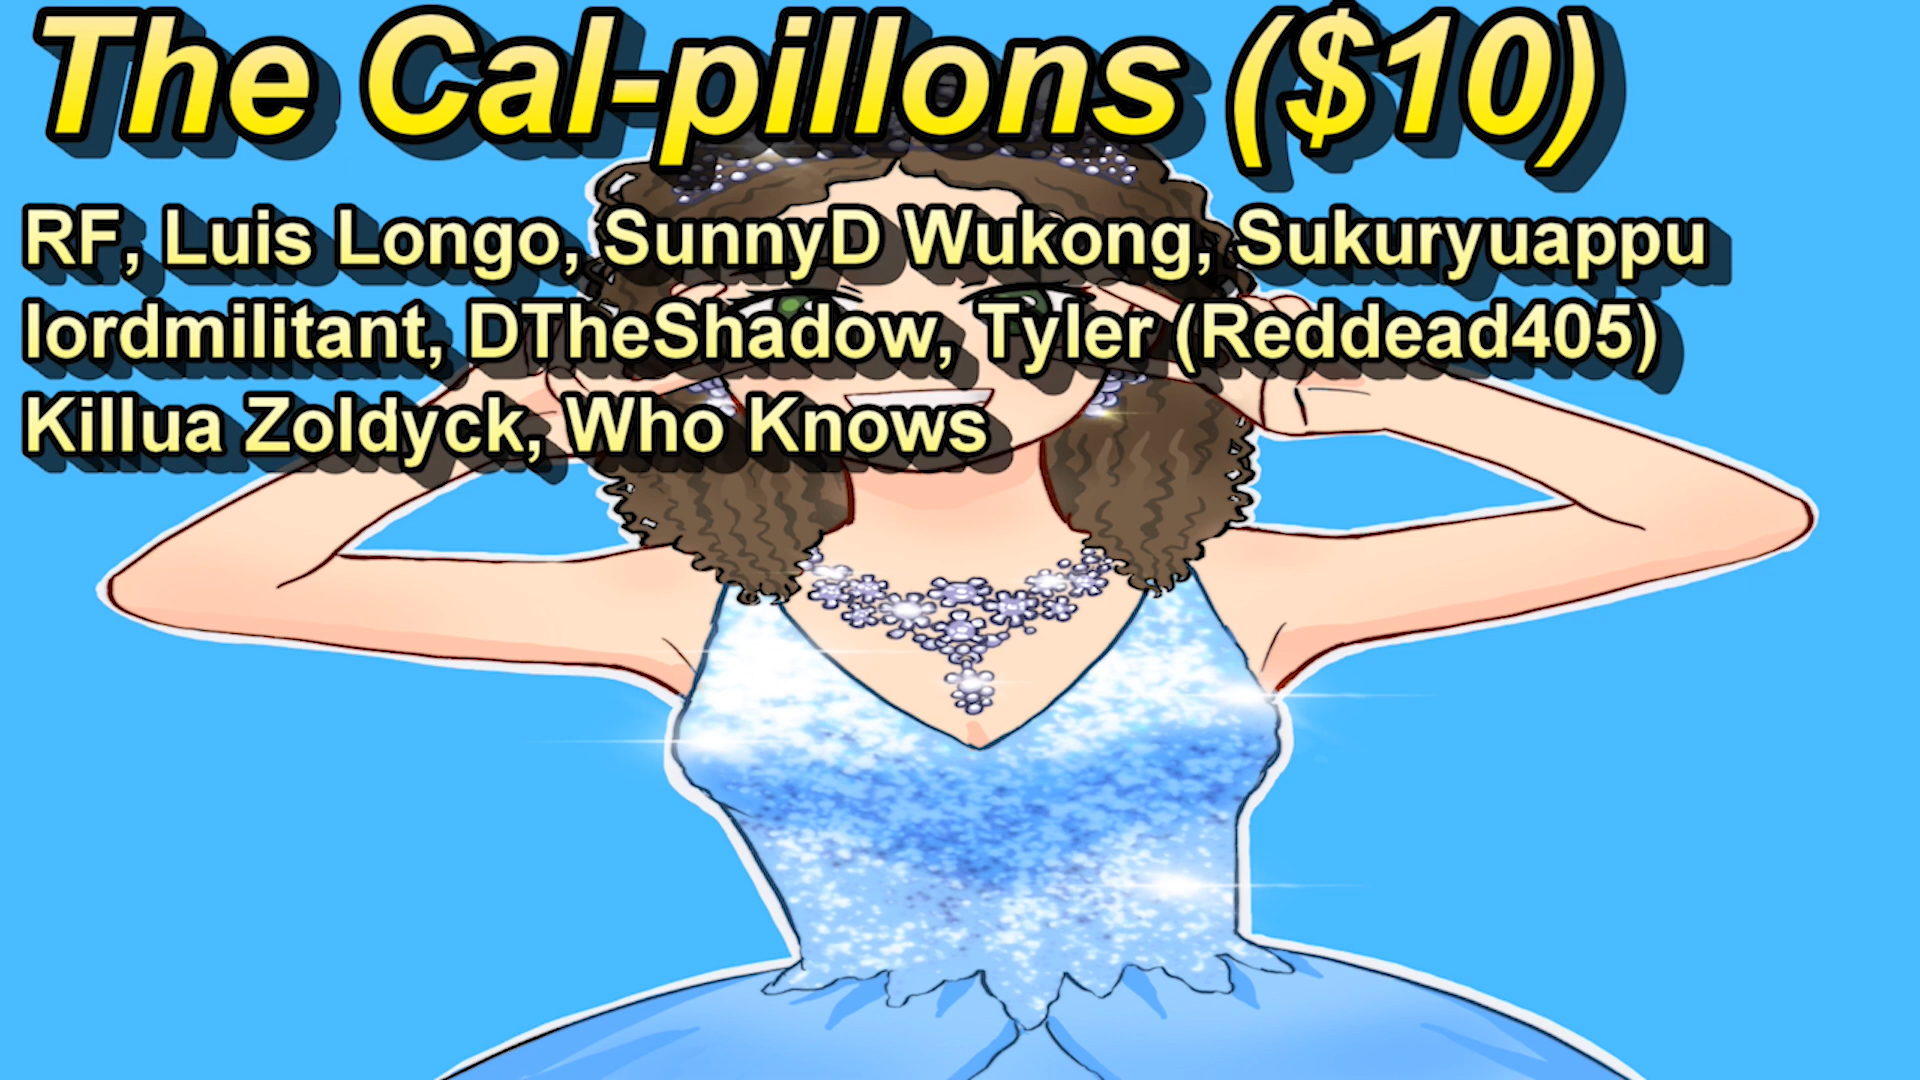 The Cal-pillons ($10)
RF, Luis Longo, SunnyD Wukong, Sukuryuappu
lordmilitant, DTheShadow, Tyler (Reddead405)
Killua Zoldyck, Who Knows